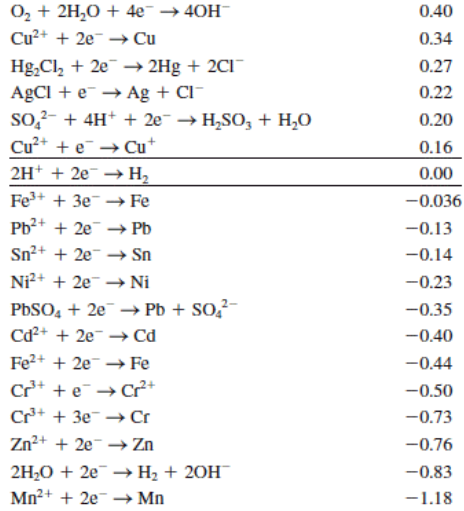 O₂ + 2H₂O + 4e⁻ → 4OH⁻ 0.40
Cu²⁺ + 2e⁻ → Cu 0.34
Hg₂Cl₂ + 2e⁻ → 2Hg + 2Cl⁻ 0.27
AgCl + e⁻ → Ag + Cl⁻ 0.22
SO₄²⁻ + 4H⁺ + 2e⁻ → H₂SO₃ + H₂O 0.20
Cu²⁺ + e⁻ → Cu⁺ 0.16
2H⁺ + 2e⁻ → H₂ 0.00
Fe³⁺ + 3e⁻ → Fe −0.036
Pb²⁺ + 2e⁻ → Pb −0.13
Sn²⁺ + 2e⁻ → Sn −0.14
Ni²⁺ + 2e⁻ → Ni −0.23
PbSO₄ + 2e⁻ → Pb + SO₄²⁻ −0.35
Cd²⁺ + 2e⁻ → Cd −0.40
Fe²⁺ + 2e⁻ → Fe −0.44
Cr³⁺ + e⁻ → Cr²⁺ −0.50
Cr³⁺ + 3e⁻ → Cr −0.73
Zn²⁺ + 2e⁻ → Zn −0.76
2H₂O + 2e⁻ → H₂ + 2OH⁻ −0.83
Mn²⁺ + 2e⁻ → Mn −1.18